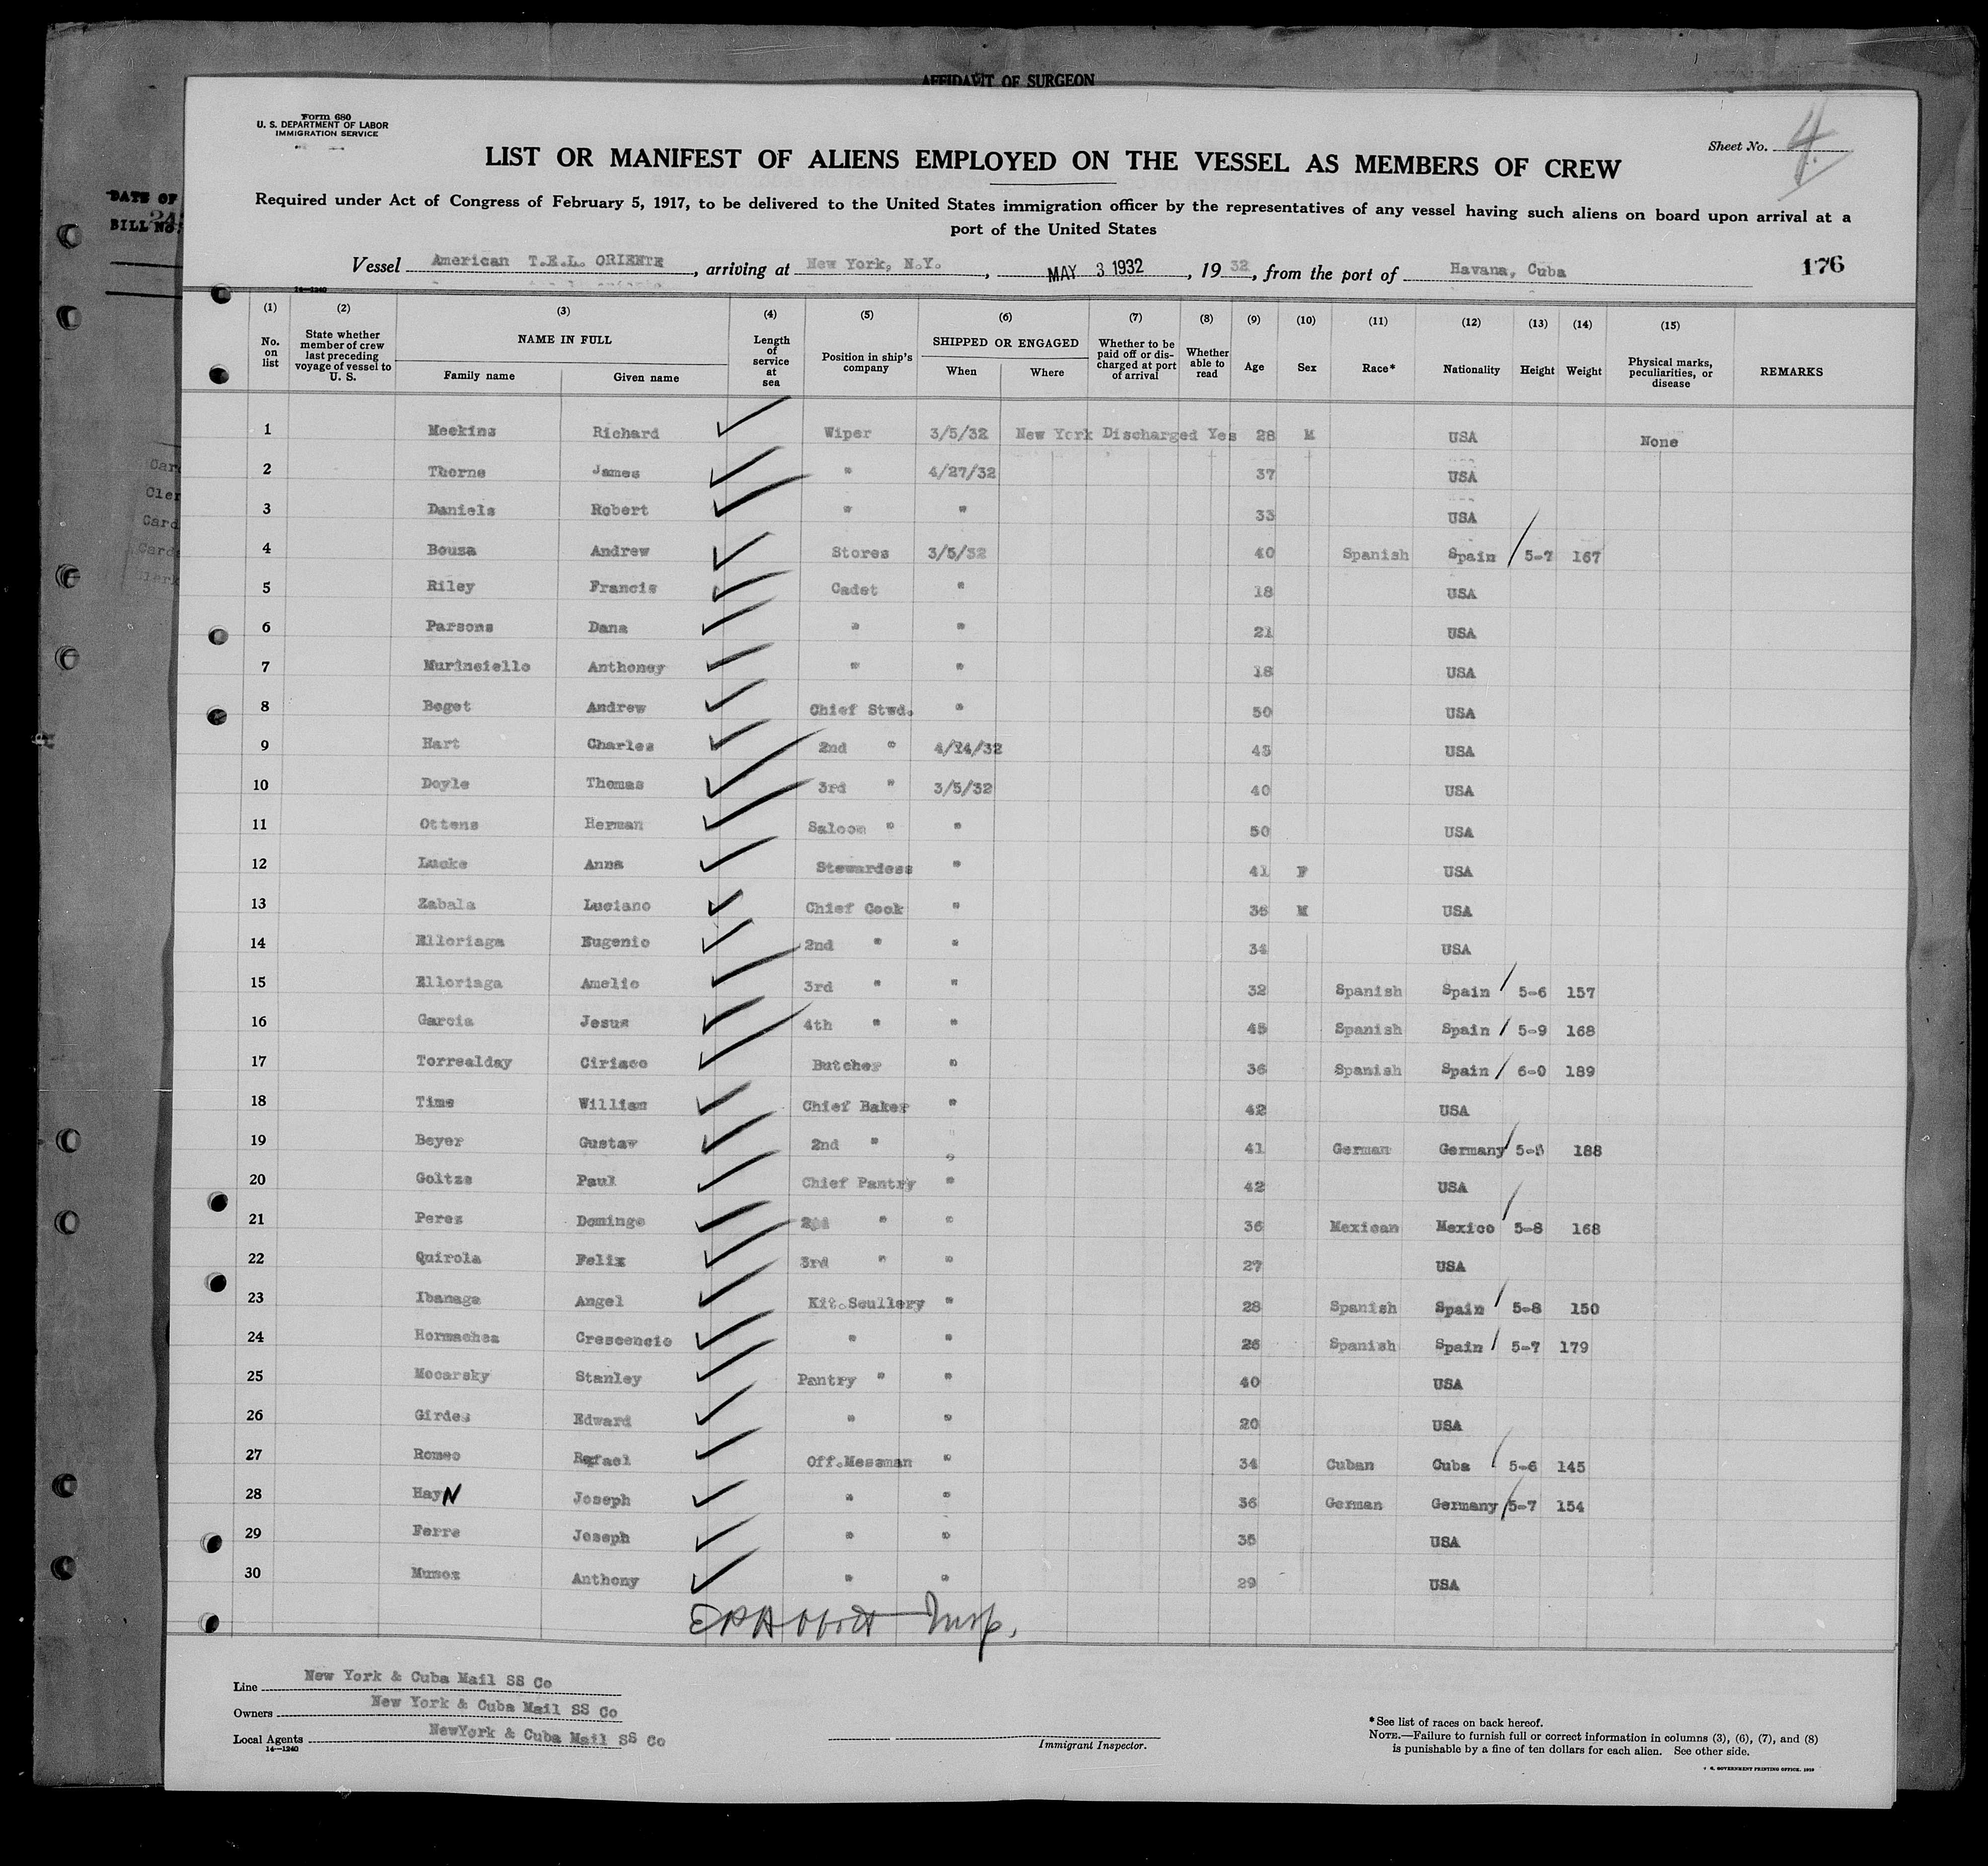 AFFIDAVIT OF SURGEON
Form 680
U. S. DEPARTMENT OF LABOR
IMMIGRATION SERVICE
Sheet No. 4
LIST OR MANIFEST OF ALIENS EMPLOYED ON THE VESSEL AS MEMBERS OF CREW
Required under Act of Congress of February 5, 1917, to be delivered to the United States immigration officer by the representatives of any vessel having such aliens on board upon arrival at a
port of the United States
DATE OF
BILL NO.
Vessel American T.E.L. ORIENTE, arriving at New York, N.Y., MAY 3 1932, 1932, from the port of Havana, Cuba 176
14—1240
(1) (2) (3) (4) (5) (6) (7) (8) (9) (10) (11) (12) (13) (14) (15)
No. on list State whether member of crew last preceding voyage of vessel to U. S. NAME IN FULL Family name Given name Length of service at sea Position in ship's company SHIPPED OR ENGAGED When Where Whether to be paid off or discharged at port of arrival Whether able to read Age Sex Race* Nationality Height Weight Physical marks, peculiarities, or disease REMARKS
1 Meekins Richard Wiper 3/5/32 New York Discharged Yes 28 M USA None
2 Thorne James " 4/27/32 37 USA
3 Daniels Robert " " 33 USA
4 Bouza Andrew Stores 3/5/32 40 Spanish Spain 5-7 167
5 Riley Francis Cadet " 18 USA
6 Parsons Dana " " 21 USA
7 Murinciello Anthoney " " 18 USA
8 Beget Andrew Chief Stwd. " 50 USA
9 Hart Charles 2nd " 4/24/32 45 USA
10 Doyle Thomas 3rd " 3/5/32 40 USA
11 Ottens Herman Saloon " " 50 USA
12 Lucke Anna Stewardess " 41 F USA
13 Zabala Luciano Chief Cook " 36 M USA
14 Elloriaga Eugenio 2nd " " 34 USA
15 Elloriaga Amelio 3rd " " 32 Spanish Spain 5-6 157
16 Garcia Jesus 4th " " 45 Spanish Spain 5-9 168
17 Torrealday Ciriaco Butcher " 36 Spanish Spain 6-0 189
18 Tims William Chief Baker " 42 USA
19 Beyer Gustav 2nd " " 41 German Germany 5-5 188
20 Goltze Paul Chief Pantry " 42 USA
21 Perez Domingo 2nd " " 36 Mexican Mexico 5-8 168
22 Quirola Felix 3rd " " 27 USA
23 Ibanage Angel Kit.Scullery " 28 Spanish Spain 5-8 150
24 Hormachea Crescencio " " 26 Spanish Spain 5-7 179
25 Mocarsky Stanley Pantry " " 40 USA
26 Girdes Edward " " 20 USA
27 Romeo Rafael Off.Messman " 34 Cuban Cuba 5-6 145
28 HayN Joseph " " 36 German Germany 5-7 154
29 Ferre Joseph " " 35 USA
30 Munoz Anthony " " 29 USA
Insp.
Line New York & Cuba Mail SS Co
Owners New York & Cuba Mail SS Co
Local Agents NewYork & Cuba Mail SS Co
14—1240
Immigrant Inspector.
*See list of races on back hereof.
NOTE.—Failure to furnish full or correct information in columns (3), (6), (7), and (8)
is punishable by a fine of ten dollars for each alien. See other side.